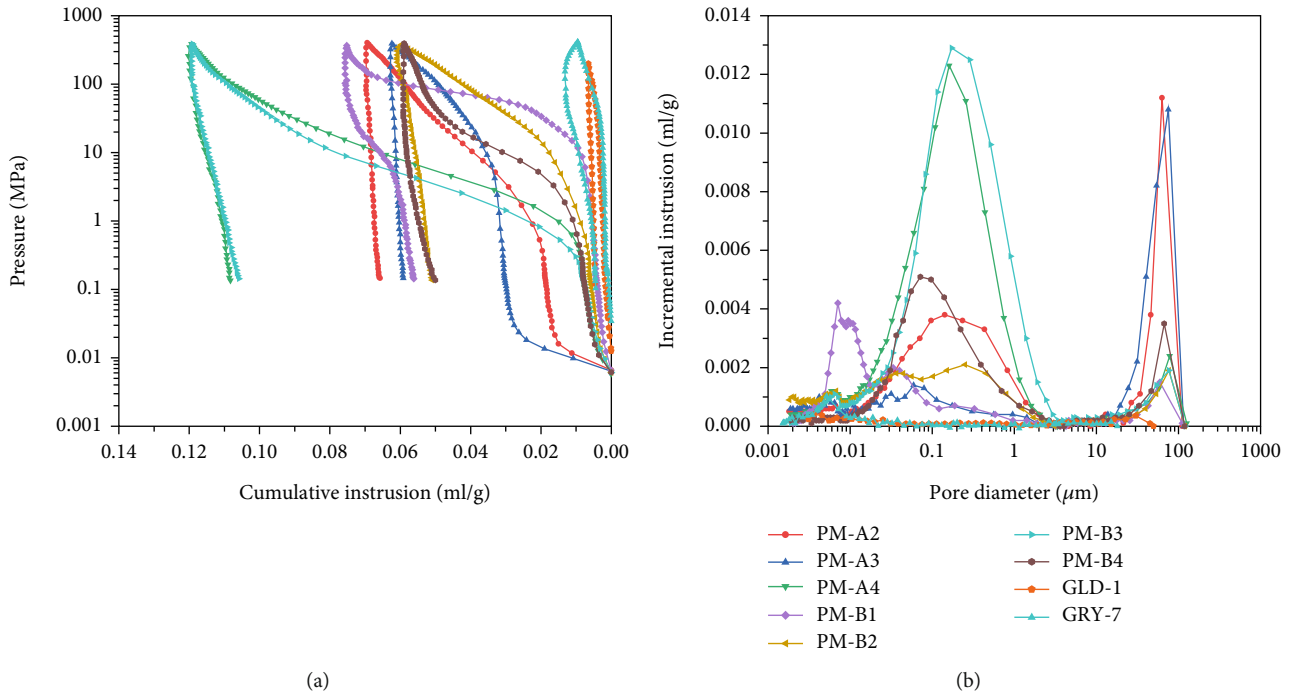 1000
100
10
1
0.1
0.01
0.001
Pressure (MPa)
0.14 0.12 0.10 0.08 0.06 0.04 0.02 0.00
Cumulative instrusion (ml/g)
(a)
0.014
0.012
0.010
0.008
0.006
0.004
0.002
0.000
Incremental instrusion (ml/g)
0.001 0.01 0.1 1 10 100 1000
Pore diameter (μm)
PM-A2
PM-A3
PM-A4
PM-B1
PM-B2
PM-B3
PM-B4
GLD-1
GRY-7
(b)